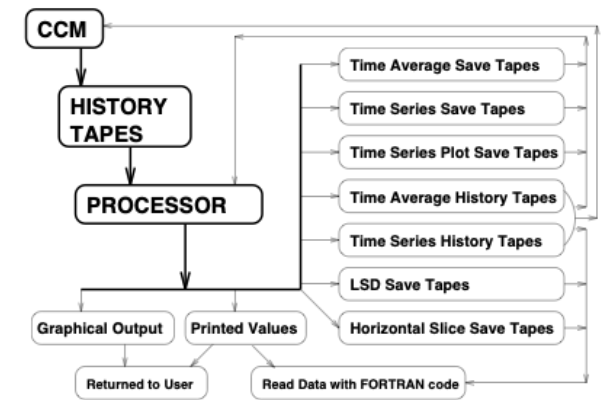 CCM
HISTORY
TAPES
PROCESSOR
Time Average Save Tapes
Time Series Save Tapes
Time Series Plot Save Tapes
Time Average History Tapes
Time Series History Tapes
LSD Save Tapes
Horizontal Slice Save Tapes
Graphical Output
Printed Values
Returned to User
Read Data with FORTRAN code